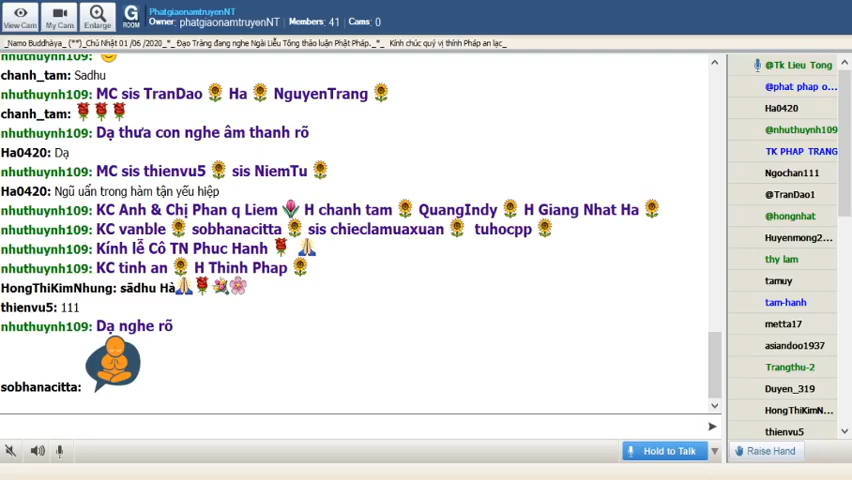 View Cam
My Cam
Enlarge
G
ROOM
PhatgiaonamtruyenNT
Owner: phatgiaonamtruyenNT Members: 41 Cams: 0
_Namo Buddhàya_ (**)_Chủ Nhật 01 /06 /2020_*_ Đạo Tràng đang nghe Ngài Liễu Tông thảo luận Phật Pháp._*_ Kính chúc quý vị thính Pháp an lạc_
nhuthuynh109:
chanh_tam: Sadhu
nhuthuynh109: MC sis TranDao Ha NguyenTrang
chanh_tam:
nhuthuynh109: Dạ thưa con nghe âm thanh rõ
Ha0420: Dạ
nhuthuynh109: MC sis thienvu5 sis NiemTu
Ha0420: Ngũ uẩn trong hàm tận yếu hiệp
nhuthuynh109: KC Anh & Chị Phan q Liem H chanh tam QuangIndy H Giang Nhat Ha
nhuthuynh109: KC vanble sobhanacitta sis chieclamuaxuan tuhocpp
nhuthuynh109: Kính lễ Cô TN Phuc Hanh
nhuthuynh109: KC tinh an H Thinh Phap
HongThiKimNhung: sādhu Hà
thienvu5: 111
nhuthuynh109: Dạ nghe rõ
sobhanacitta:
Hold to Talk
@Tk Lieu Tong
@phat phap o...
Ha0420
@nhuthuynh109
TK PHAP TRANG
Ngochan111
@TranDao1
@hongnhat
Huyenmong2...
thy lam
tamuy
tam-hanh
metta17
asiandoo1937
Trangthu-2
Duyen_319
HongThiKimN...
thienvu5
Raise Hand